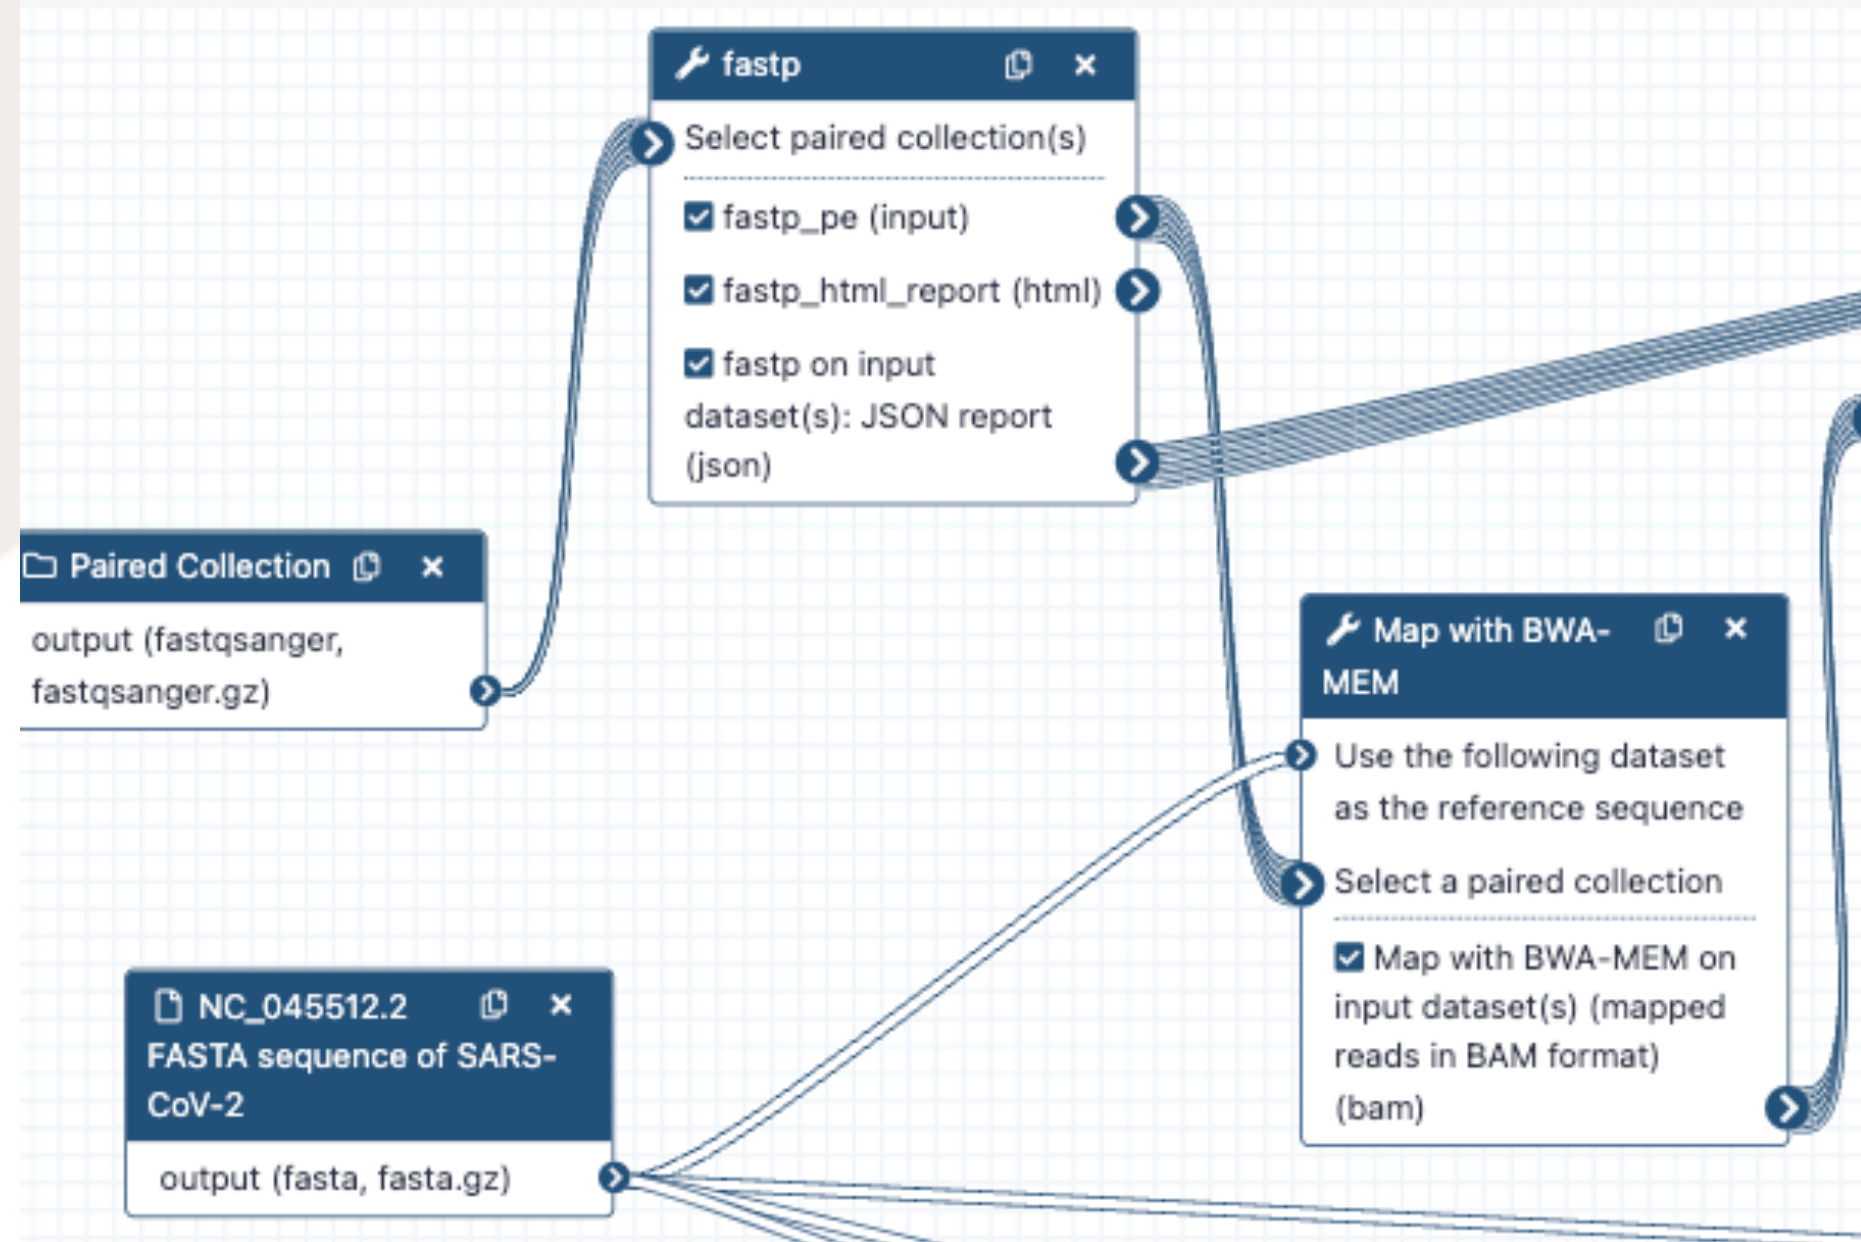 fastp
Select paired collection(s)
fastp_pe (input)
fastp_html_report (html)
fastp on input
dataset(s): JSON report
(json)
Paired Collection
output (fastqsanger,
fastqsanger.gz)
Map with BWA-
MEM
Use the following dataset
as the reference sequence
Select a paired collection
Map with BWA-MEM on
input dataset(s) (mapped
reads in BAM format)
(bam)
NC_045512.2
FASTA sequence of SARS-
CoV-2
output (fasta, fasta.gz)